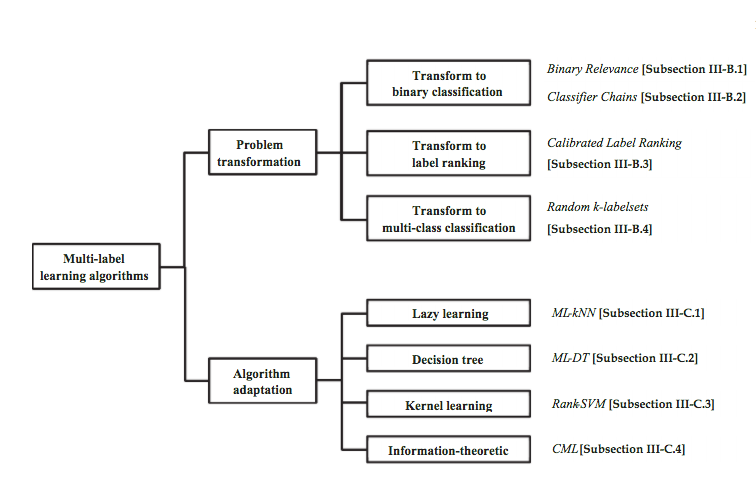 Multi-label
learning algorithms
Problem
transformation
Transform to
binary classification
Binary Relevance [Subsection III-B.1]
Classifier Chains [Subsection III-B.2]
Transform to
label ranking
Calibrated Label Ranking
[Subsection III-B.3]
Transform to
multi-class classification
Random k-labelsets
[Subsection III-B.4]
Algorithm
adaptation
Lazy learning
ML-kNN [Subsection III-C.1]
Decision tree
ML-DT [Subsection III-C.2]
Kernel learning
Rank-SVM [Subsection III-C.3]
Information-theoretic
CML [Subsection III-C.4]